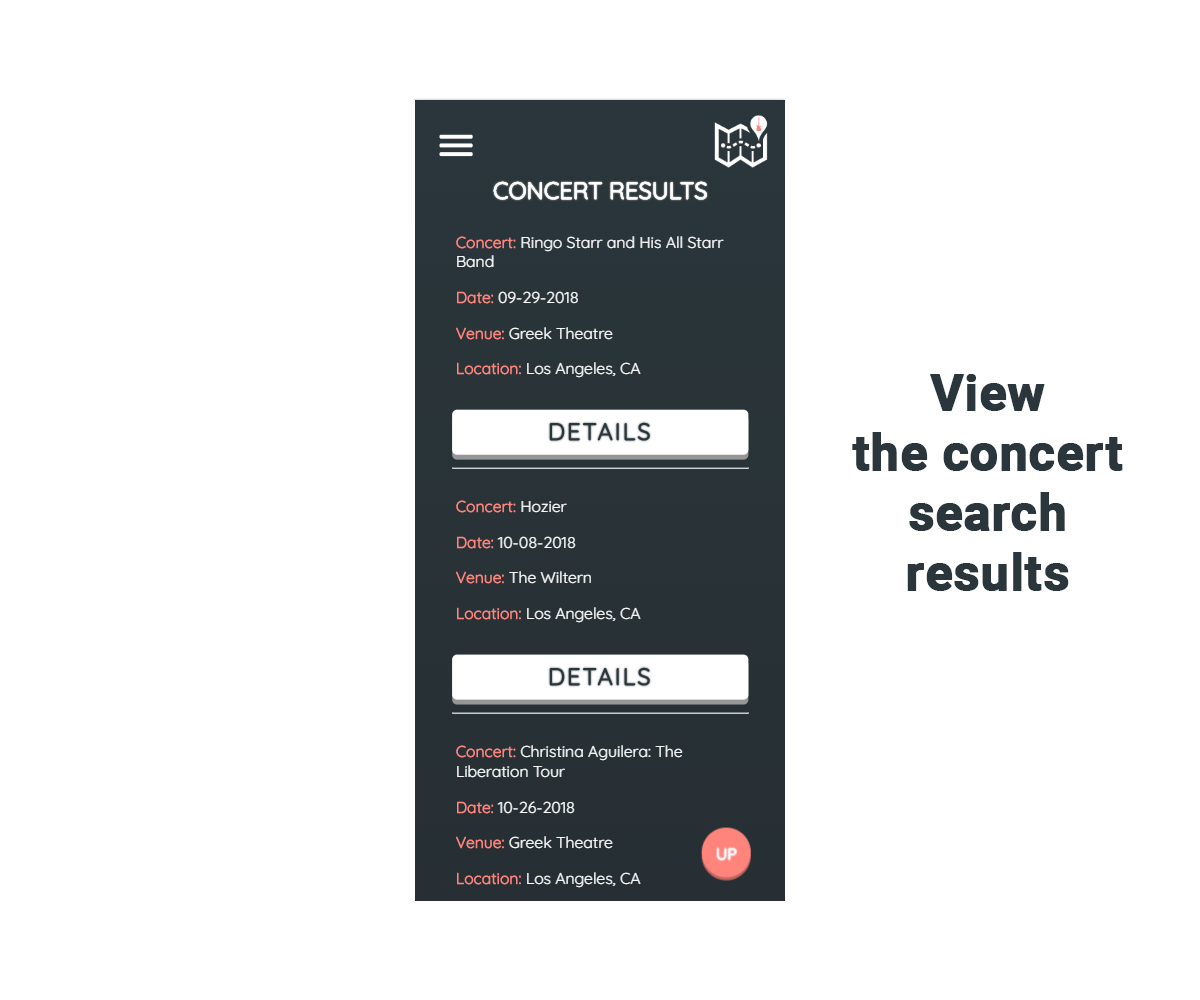 CONCERT RESULTS
Concert: Ringo Starr and His All Starr
Band
Date: 09-29-2018
Venue: Greek Theatre
Location: Los Angeles, CA
DETAILS
Concert: Hozier
Date: 10-08-2018
Venue: The Wiltern
Location: Los Angeles, CA
DETAILS
Concert: Christina Aguilera: The
Liberation Tour
Date: 10-26-2018
Venue: Greek Theatre
Location: Los Angeles, CA
UP
View
the concert
search
results